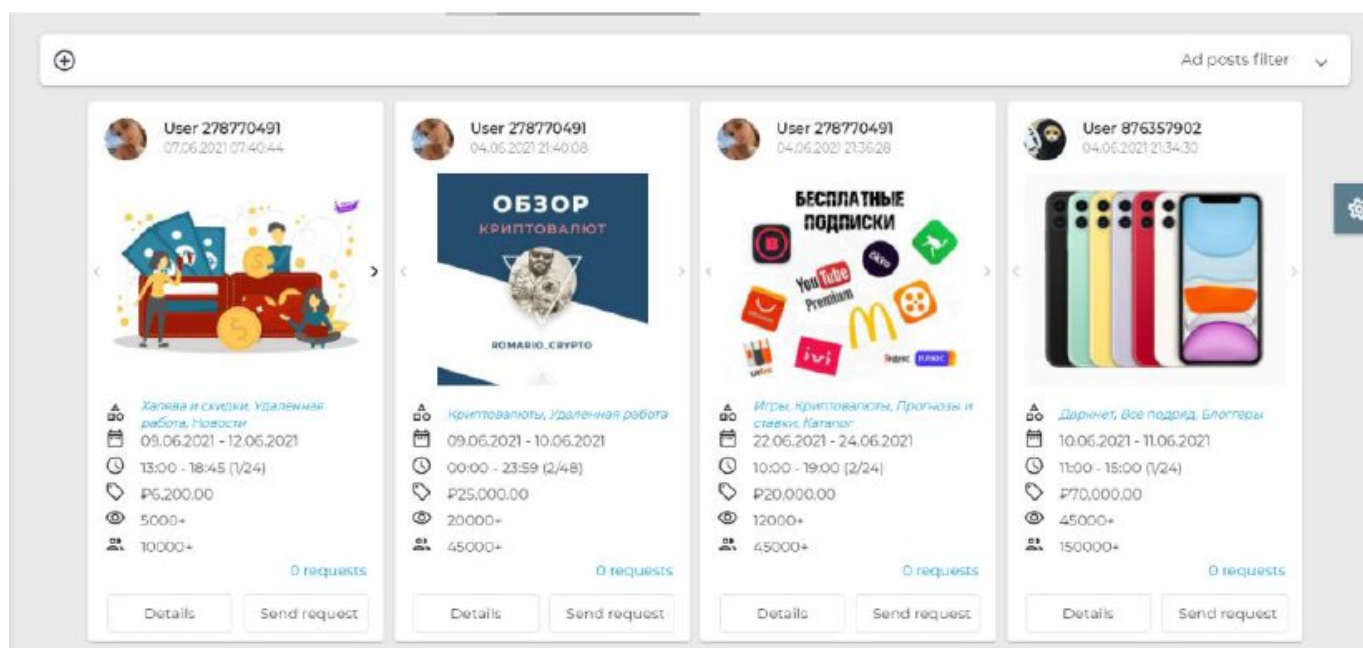 Ad posts filter
User 278770491
07.06.2021 07:40:44
Халява и скидки, Удаленная
работа, Новости
09.06.2021 - 12.06.2021
13:00 - 18:45 (1/24)
₽6,200.00
5000+
10000+
0 requests
Details
Send request
User 278770491
04.06.2021 21:40:08
ОБЗОР
КРИПТОВАЛЮТ
ROMARIO_CRYPTO
Криптовалюты, Удаленная работа
09.06.2021 - 10.06.2021
00:00 - 23:59 (2/48)
₽25,000.00
20000+
45000+
0 requests
Details
Send request
User 278770491
04.06.2021 21:36:28
БЕСПЛАТНЫЕ
ПОДПИСКИ
B
okko
YouTube
Premium
M
ivi
Яндекс ПЛЮС
Игры, Криптовалюты, Прогнозы и
ставки, Каталог
22.06.2021 - 24.06.2021
10:00 - 19:00 (2/24)
₽20,000.00
12000+
45000+
0 requests
Details
Send request
User 876357902
04.06.2021 21:34:30
Даркнет, Все подряд, Блоггеры
10.06.2021 - 11.06.2021
11:00 - 15:00 (1/24)
₽70,000.00
45000+
150000+
0 requests
Details
Send request